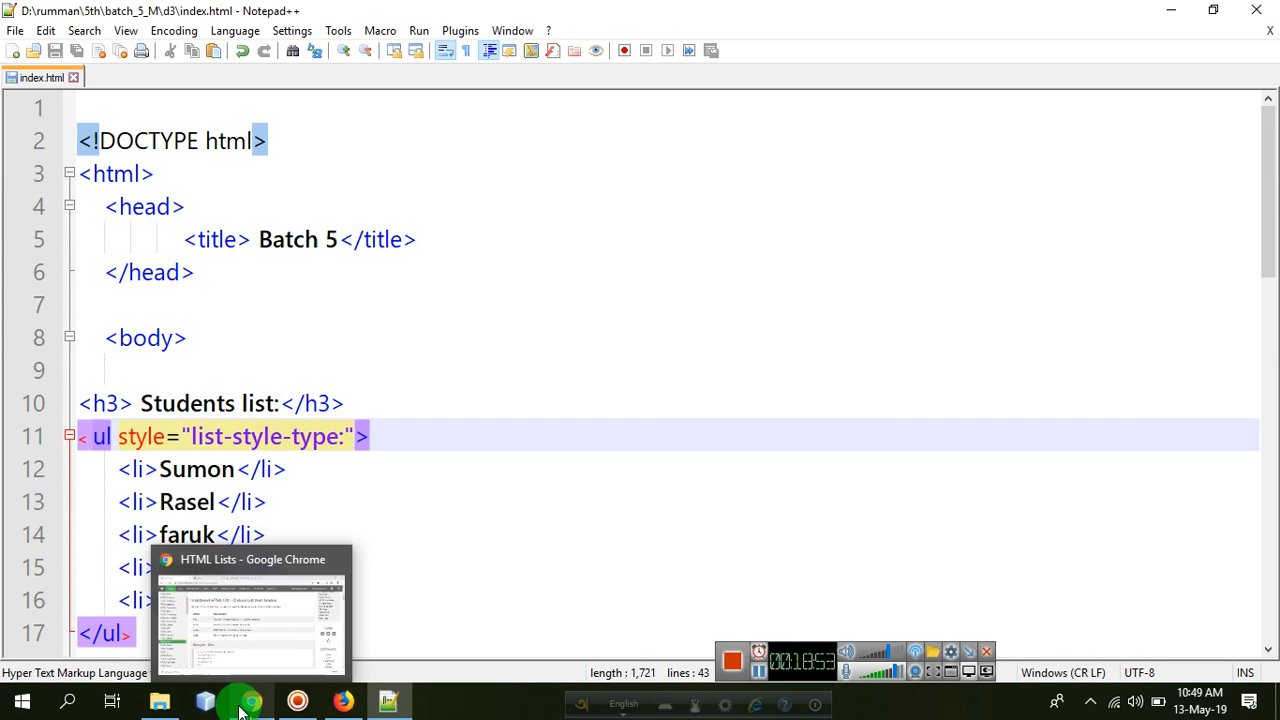 D:\rumman\5th\batch_5_M\d3\index.html - Notepad++
File Edit Search View Encoding Language Settings Tools Macro Run Plugins Window ? X
index.html
1
2 <!DOCTYPE html>
3 <html>
4 <head>
5 <title> Batch 5</title>
6 </head>
7
8 <body>
9
10 <h3> Students list:</h3>
11 < ul style="list-style-type:">
12 <li>Sumon</li>
13 <li>Rasel</li>
14 <li>faruk</li>
15 <li>
16 <li>
17 </ul>
HTML Lists - Google Chrome
00:18:53
Hyper Text Markup Language length : 1,721 lines : 43 Windows (CR LF) UTF-8 INS
English
10:49 AM
13-May-19